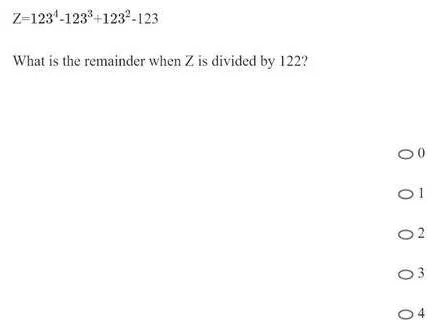 Z=123⁴-123³+123²-123
What is the remainder when Z is divided by 122?
0
1
2
3
4